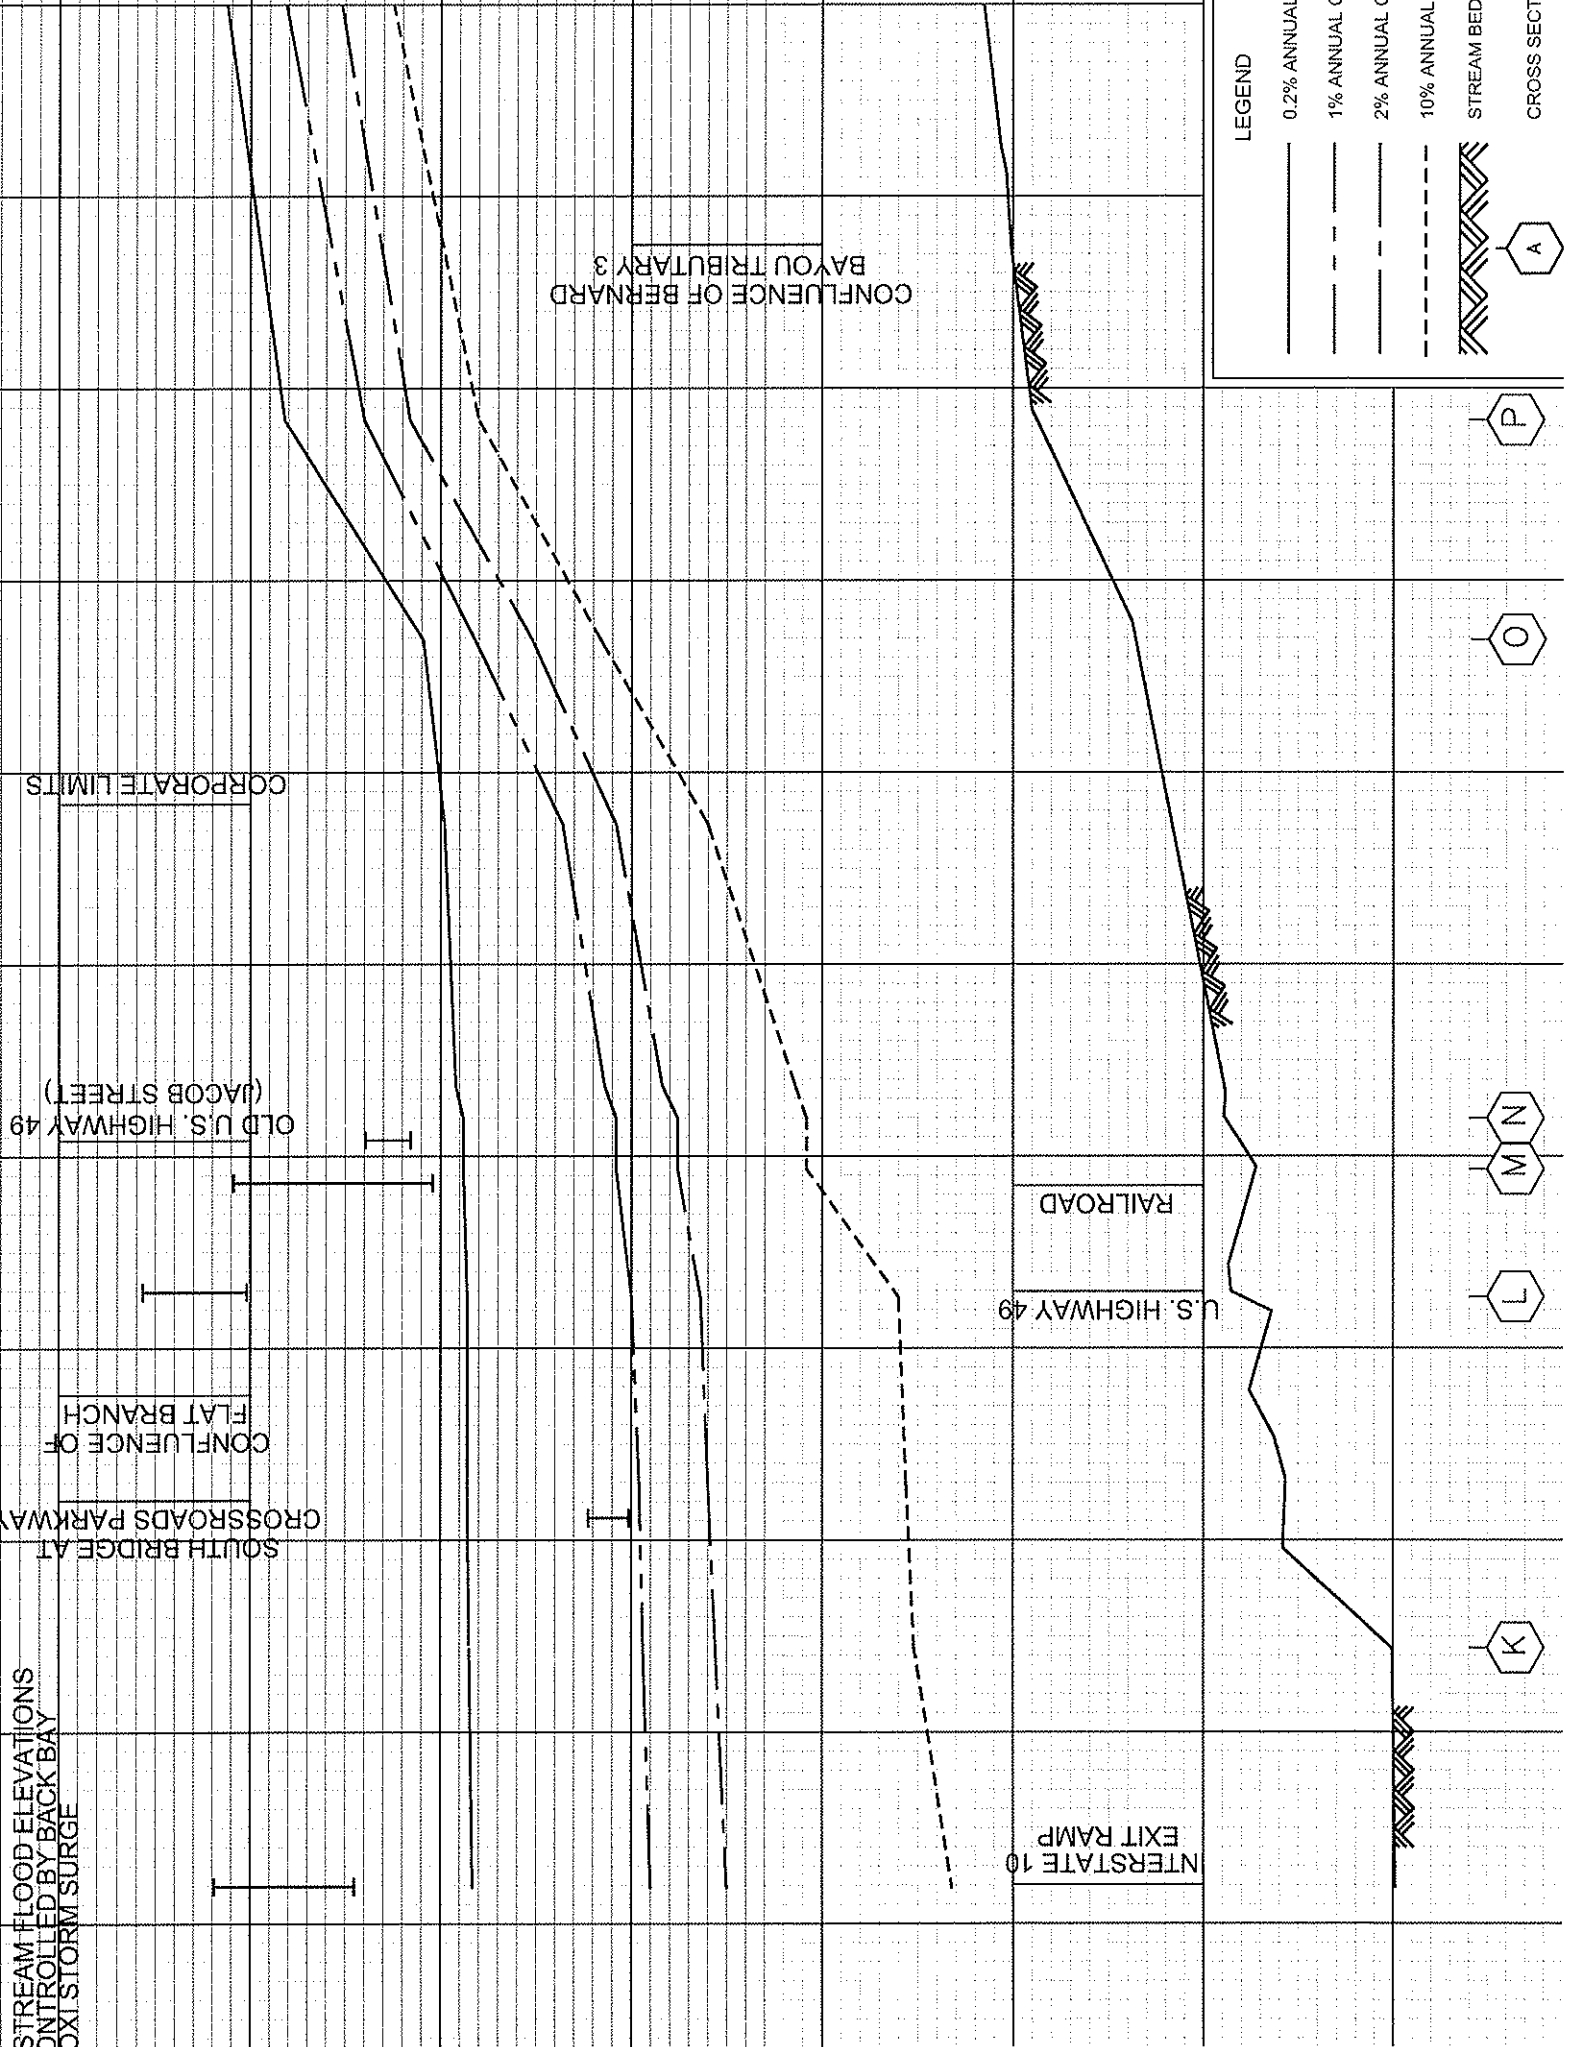 STREAM FLOOD ELEVATIONS
ONTROLLED BY BACK BAY
OXI STORM SURGE
SOUTH BRIDGE AT
CROSSROADS PARKWAY
CONFLUENCE OF
FLAT BRANCH
OLD U.S. HIGHWAY 49
(JACOB STREET)
CORPORATE LIMITS
CONFLUENCE OF BERNARD
BAYOU TRIBUTARY 3
NTERSTATE 10
EXIT RAMP
U.S. HIGHWAY 49
RAILROAD
K
L
M
N
O
P
LEGEND
0.2% ANNUAL
1% ANNUAL C
2% ANNUAL C
10% ANNUAL
STREAM BED
CROSS SECT
A